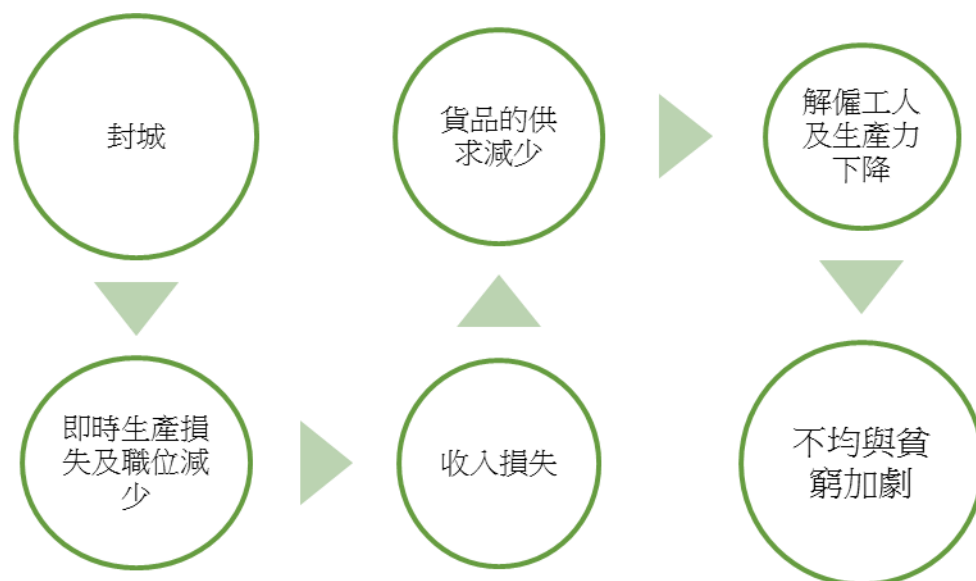 封城
即時生產損
失及職位減
少
收入損失
貨品的供
求減少
解僱工人
及生產力
下降
不均與貧
窮加劇